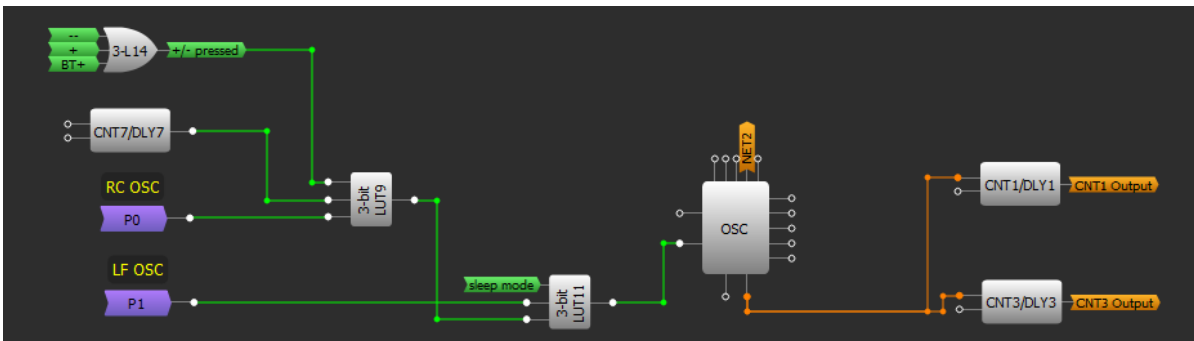 --
+
BT+
3-L14
+/- pressed
CNT7/DLY7
RC OSC
P0
3-bit
LUT9
LF OSC
P1
sleep mode
3-bit
LUT11
NET2
OSC
CNT1/DLY1
CNT1 Output
CNT3/DLY3
CNT3 Output